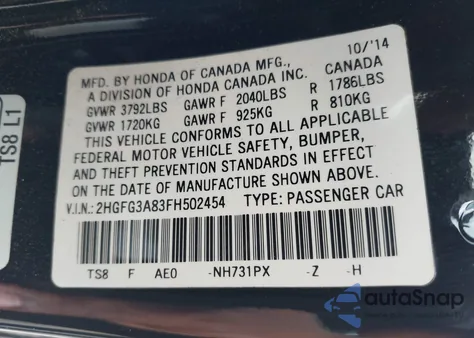 10/'14
MFD. BY HONDA OF CANADA MFG., CANADA
A DIVISION OF HONDA CANADA INC.
GVWR 3792LBS GAWR F 2040LBS R 1786LBS
GVWR 1720KG GAWR F 925KG R 810KG
THIS VEHICLE CONFORMS TO ALL APPLICABLE
FEDERAL MOTOR VEHICLE SAFETY, BUMPER,
AND THEFT PREVENTION STANDARDS IN EFFECT
ON THE DATE OF MANUFACTURE SHOWN ABOVE.
V.I.N.: 2HGFG3A83FH502454 TYPE: PASSENGER CAR
TS8 F AE0 -NH731PX -Z -H
TS8 L1
autoSnap